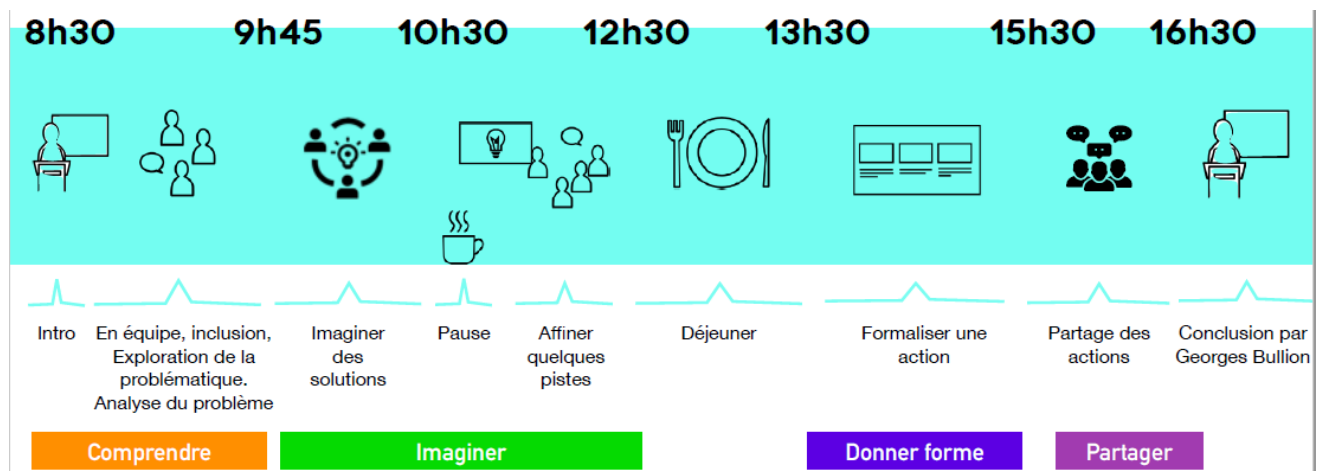 8h30 9h45 10h30 12h30 13h30 15h30 16h30
Intro
En équipe, inclusion,
Exploration de la
problématique.
Analyse du problème
Imaginer
des
solutions
Pause
Affiner
quelques
pistes
Déjeuner
Formaliser une
action
Partage des
actions
Conclusion par
Georges Bullion
Comprendre
Imaginer
Donner forme
Partager